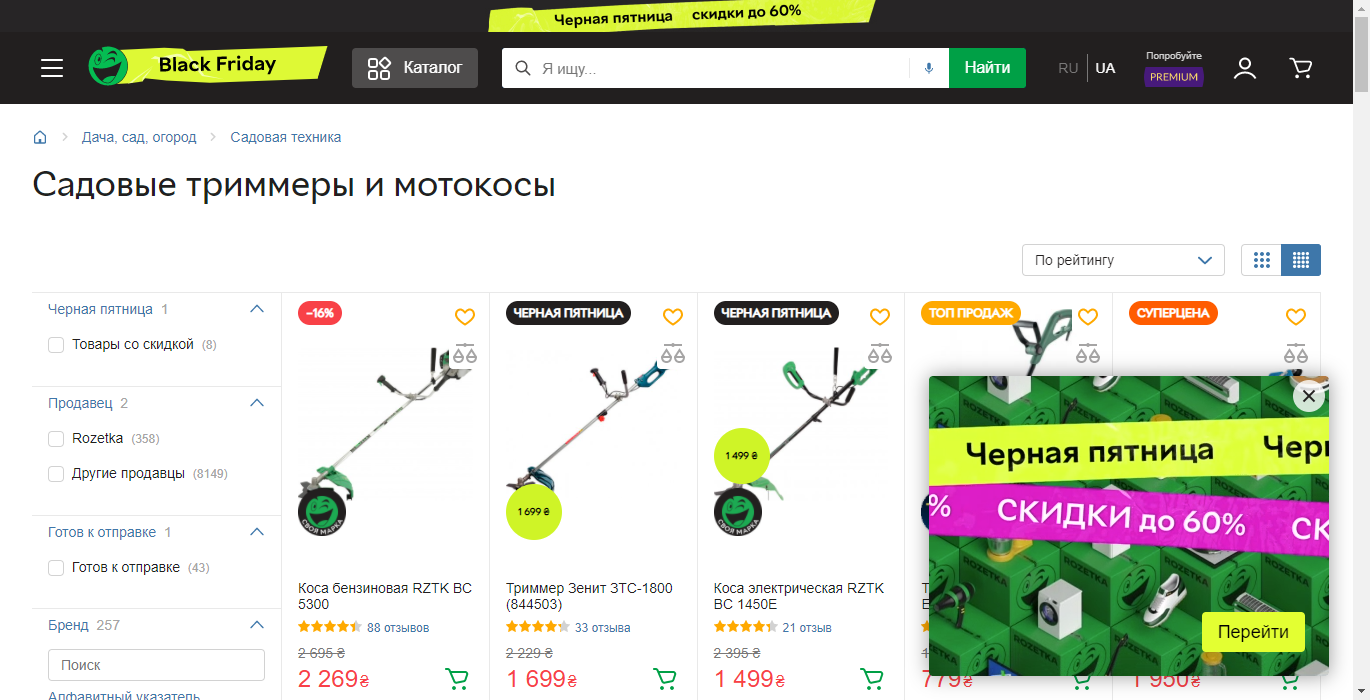 Черная пятница скидки до 60%
Black Friday
Каталог
Я ищу...
Найти
RU
UA
Попробуйте
PREMIUM
Дача, сад, огород
Садовая техника
Садовые триммеры и мотокосы
По рейтингу
Черная пятница 1
Товары со скидкой (8)
Продавец 2
Rozetka (358)
Другие продавцы (8149)
Готов к отправке 1
Готов к отправке (43)
Бренд 257
Поиск
Алфавитный указатель
-16%
СВОЯ МАРКА
Коса бензиновая RZTK BC
5300
88 отзывов
2 695 ₴
2 269 ₴
ЧЕРНАЯ ПЯТНИЦА
1 699 ₴
Триммер Зенит ЗТС-1800
(844503)
33 отзыва
2 229 ₴
1 699 ₴
ЧЕРНАЯ ПЯТНИЦА
1 499 ₴
СВОЯ МАРКА
Коса электрическая RZTK
BC 1450E
21 отзыв
2 395 ₴
1 499 ₴
ТОП ПРОДАЖ
779 ₴
СУПЕРЦЕНА
1 950 ₴
ROZETKA
Черная пятница
СКИДКИ до 60%
ROZETKA
Перейти